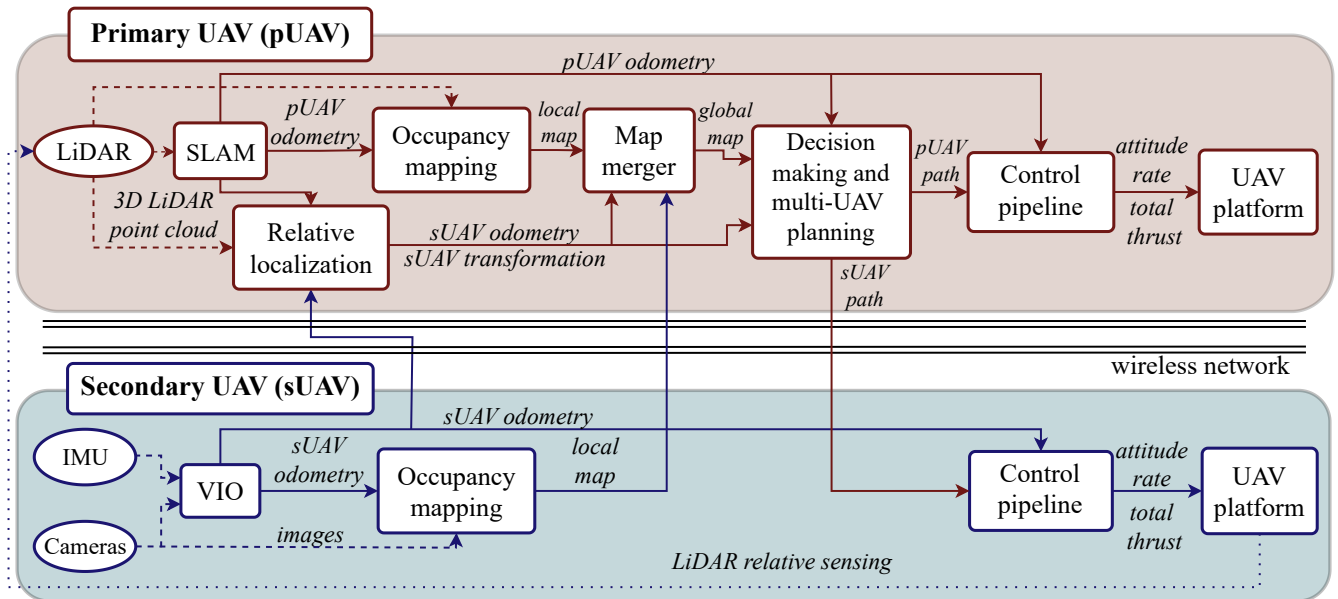 Primary UAV (pUAV)
pUAV odometry
pUAV
odometry
local
map
global
map
LiDAR
SLAM
Occupancy
mapping
Map
merger
Decision
making and
multi-UAV
planning
pUAV
path
Control
pipeline
attitude
rate
total
thrust
UAV
platform
3D LiDAR
point cloud
Relative
localization
sUAV odometry
sUAV transformation
sUAV
path
wireless network
Secondary UAV (sUAV)
sUAV odometry
IMU
VIO
sUAV
odometry
Occupancy
mapping
local
map
Control
pipeline
attitude
rate
total
thrust
UAV
platform
Cameras
images
LiDAR relative sensing